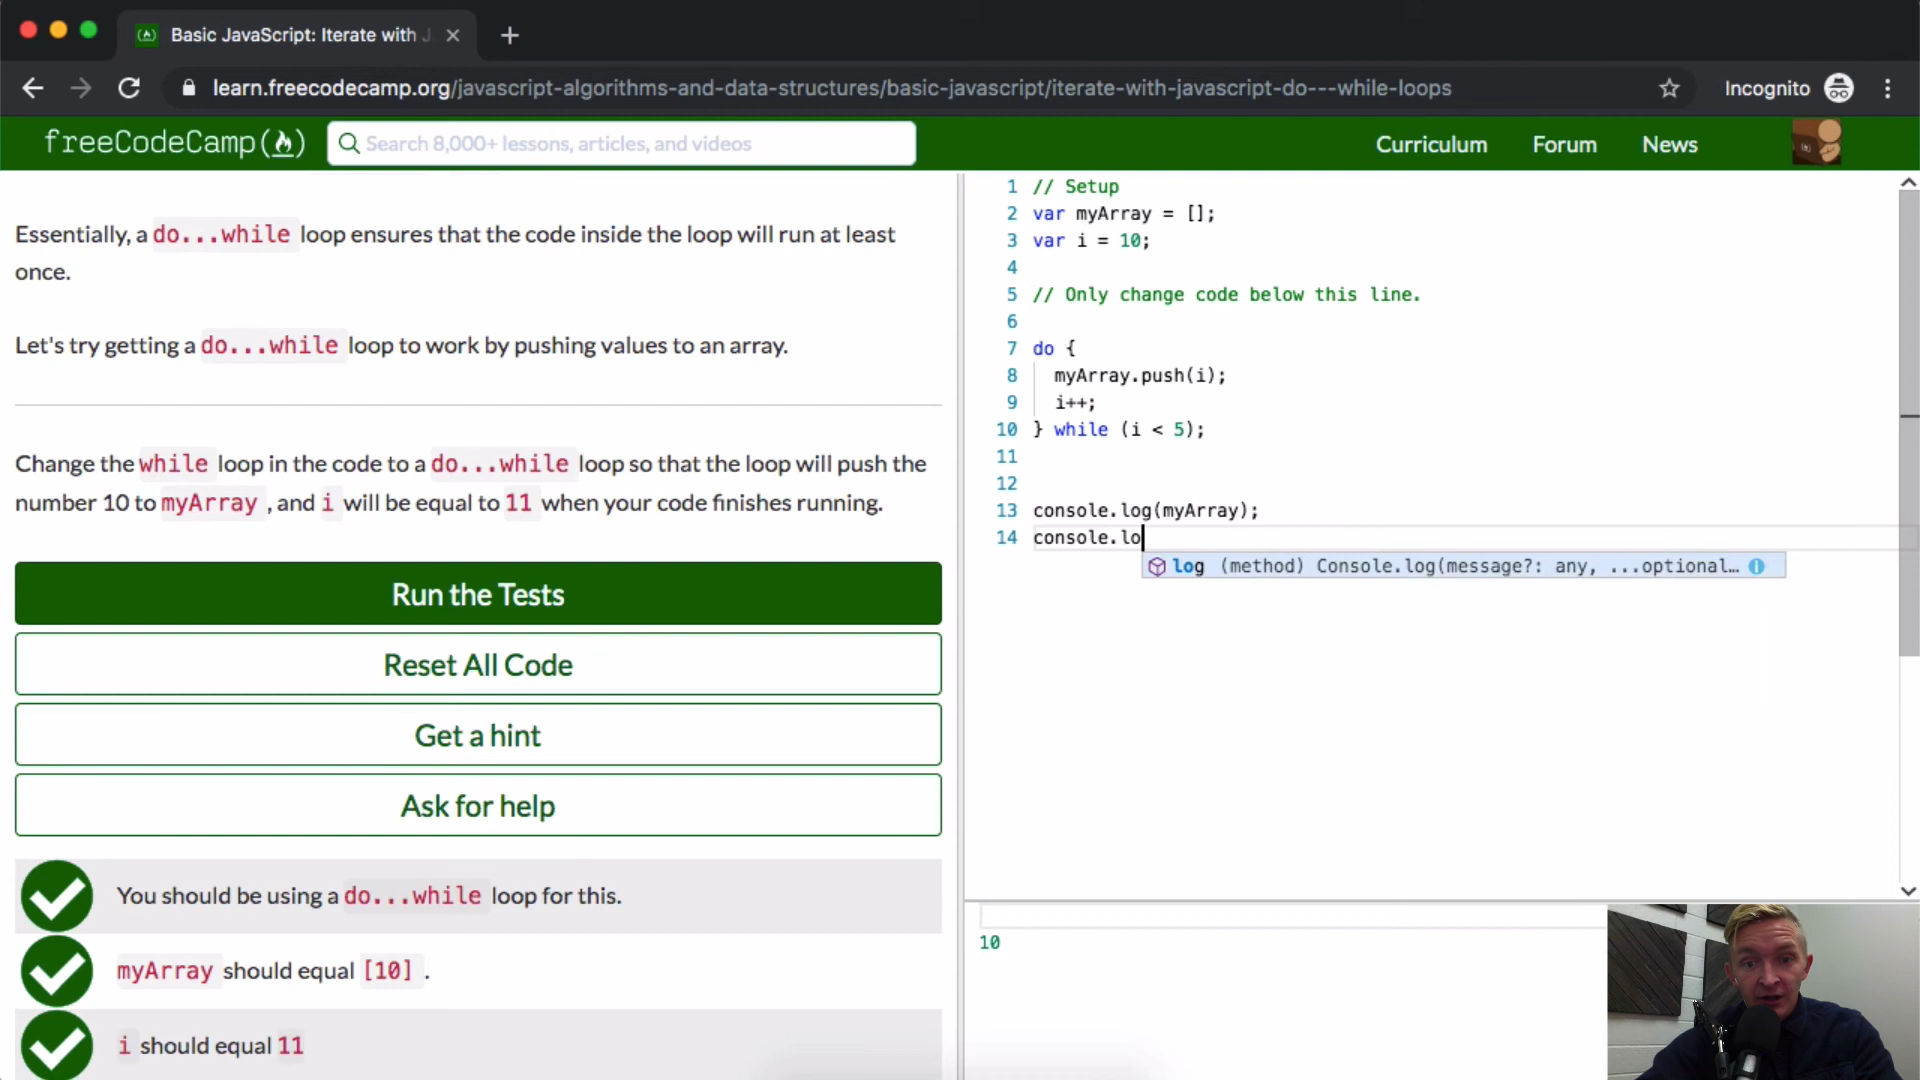 Basic JavaScript: Iterate with J
learn.freecodecamp.org/javascript-algorithms-and-data-structures/basic-javascript/iterate-with-javascript-do---while-loops
Incognito
freeCodeCamp
Search 8,000+ lessons, articles, and videos
Curriculum
Forum
News
Essentially, a do...while loop ensures that the code inside the loop will run at least
once.
Let's try getting a do...while loop to work by pushing values to an array.
Change the while loop in the code to a do...while loop so that the loop will push the
number 10 to myArray , and i will be equal to 11 when your code finishes running.
Run the Tests
Reset All Code
Get a hint
Ask for help
You should be using a do...while loop for this.
myArray should equal [10] .
i should equal 11
1 // Setup
2 var myArray = [];
3 var i = 10;
4
5 // Only change code below this line.
6
7 do {
8 myArray.push(i);
9 i++;
10 } while (i < 5);
11
12
13 console.log(myArray);
14 console.lo
log (method) Console.log(message?: any, ...optional…
10